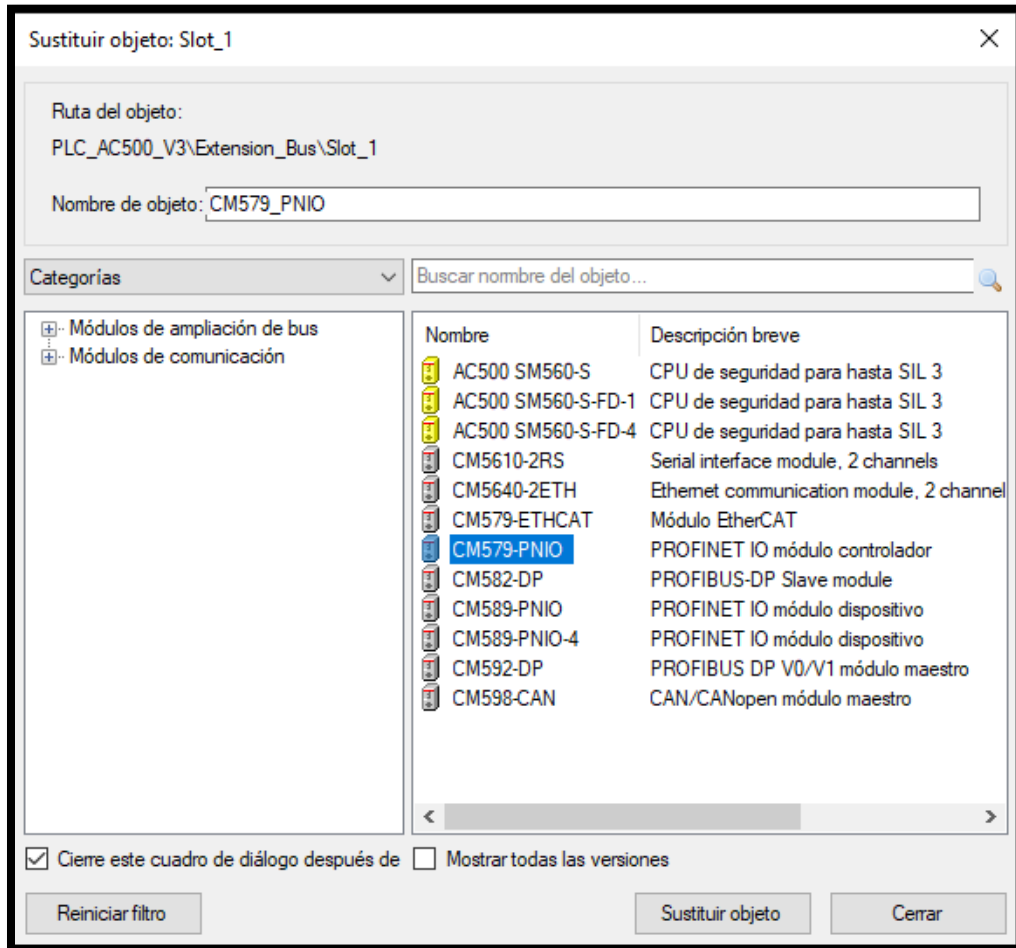 Sustituir objeto: Slot_1
Ruta del objeto:
PLC_AC500_V3\Extension_Bus\Slot_1
Nombre de objeto: CM579_PNIO
Categorías
Buscar nombre del objeto...
Módulos de ampliación de bus
Módulos de comunicación
Nombre Descripción breve
AC500 SM560-S CPU de seguridad para hasta SIL 3
AC500 SM560-S-FD-1 CPU de seguridad para hasta SIL 3
AC500 SM560-S-FD-4 CPU de seguridad para hasta SIL 3
CM5610-2RS Serial interface module, 2 channels
CM5640-2ETH Ethernet communication module, 2 channel
CM579-ETHCAT Módulo EtherCAT
CM579-PNIO PROFINET IO módulo controlador
CM582-DP PROFIBUS-DP Slave module
CM589-PNIO PROFINET IO módulo dispositivo
CM589-PNIO-4 PROFINET IO módulo dispositivo
CM592-DP PROFIBUS DP V0/V1 módulo maestro
CM598-CAN CAN/CANopen módulo maestro
Cierre este cuadro de diálogo después de Mostrar todas las versiones
Reiniciar filtro Sustituir objeto Cerrar